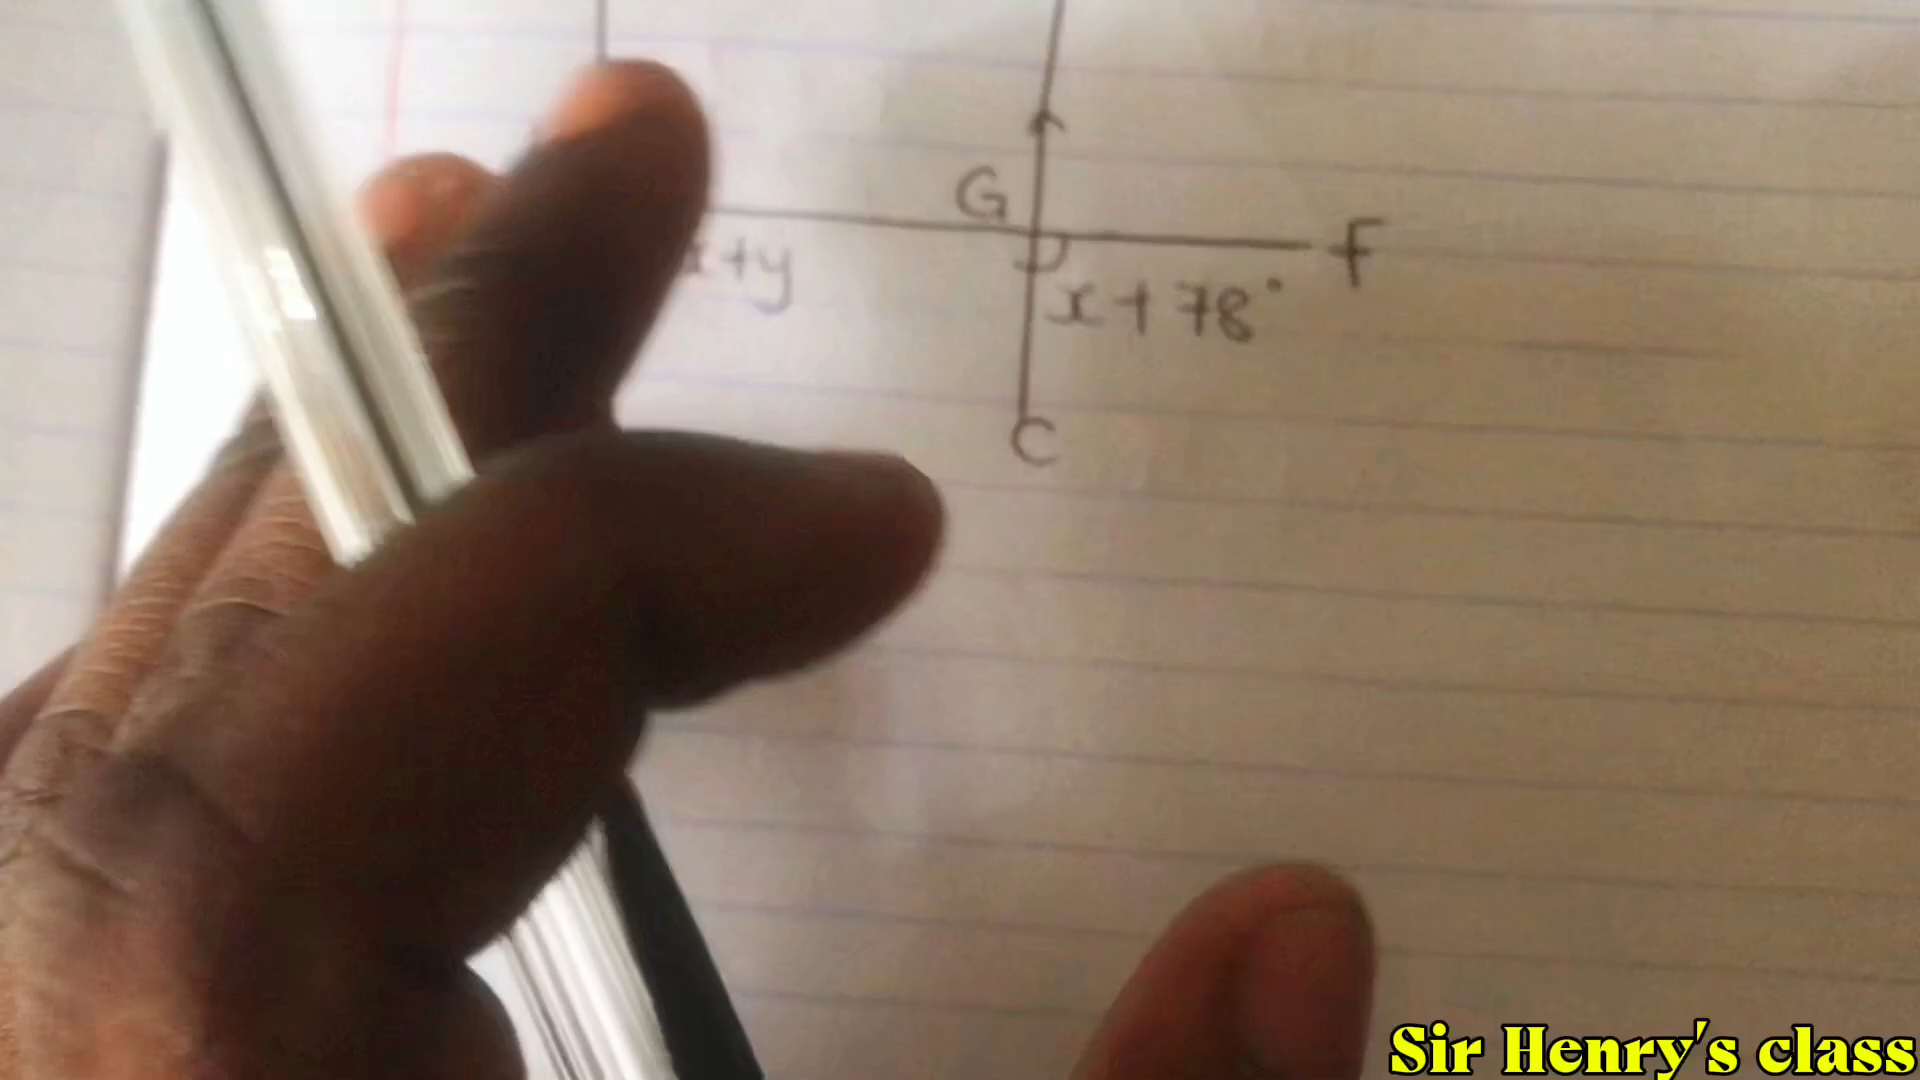 G
F
x+y
x+78°
C
Sir Henry's class